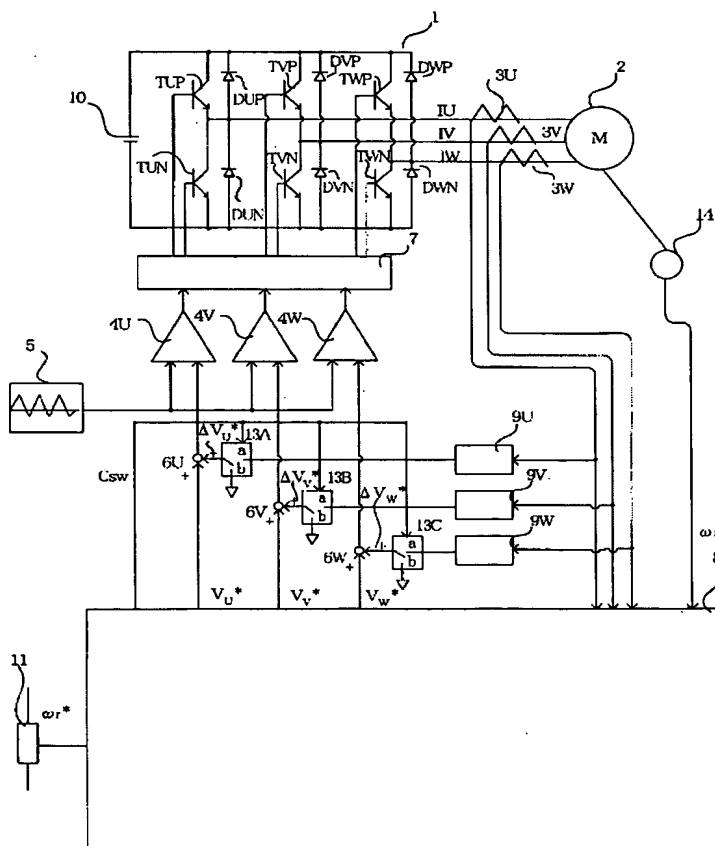 1
TUP
DUP
TVP
DVP
TWP
DWP
3U
2
10
IU
IV
3V
M
IW
TUN
DUN
TVN
DVN
TWN
DWN
3W
14
7
4U
4V
4W
5
ΔVU*
13A
9U
Csw
6U
+
+
a
b
ΔVV*
13B
9V
6V
+
+
a
b
ΔVW*
13C
9W
6W
+
+
a
b
VU*
VV*
VW*
11
ωr*